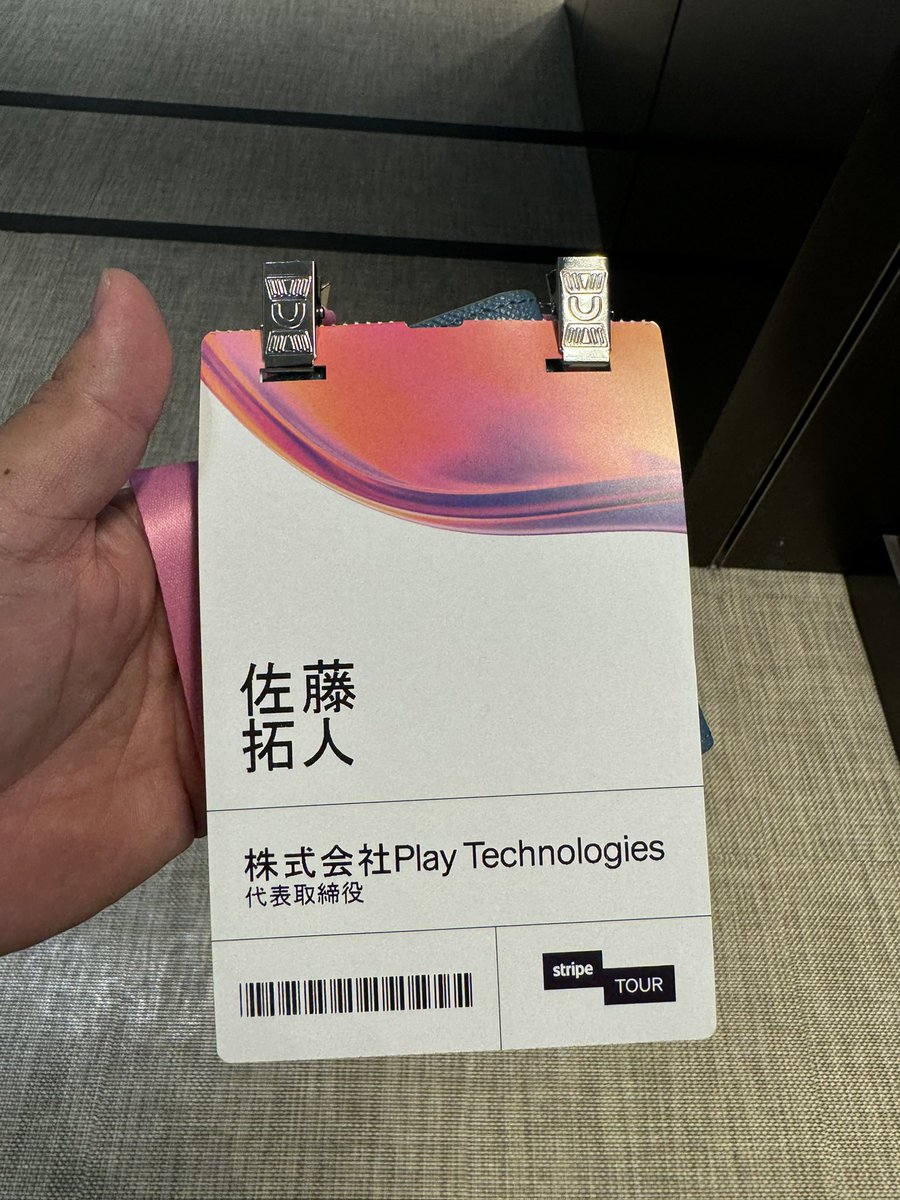 佐藤
拓人
株式会社Play Technologies
代表取締役
stripe
TOUR